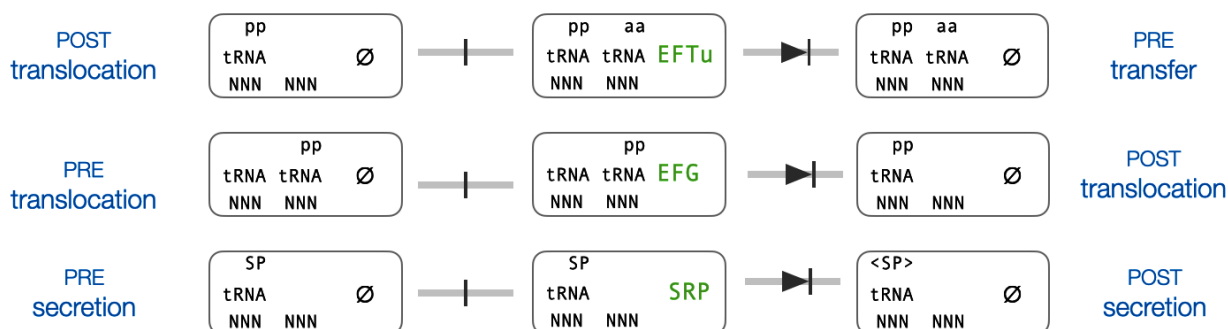 POST
translocation
pp
tRNA Ø
NNN NNN
pp aa
tRNA tRNA EFTu
NNN NNN
pp aa
tRNA tRNA Ø
NNN NNN
PRE
transfer
PRE
translocation
pp
tRNA tRNA Ø
NNN NNN
pp
tRNA tRNA EFG
NNN NNN
pp
tRNA Ø
NNN NNN
POST
translocation
PRE
secretion
SP
tRNA Ø
NNN NNN
SP
tRNA SRP
NNN NNN
<SP>
tRNA Ø
NNN NNN
POST
secretion